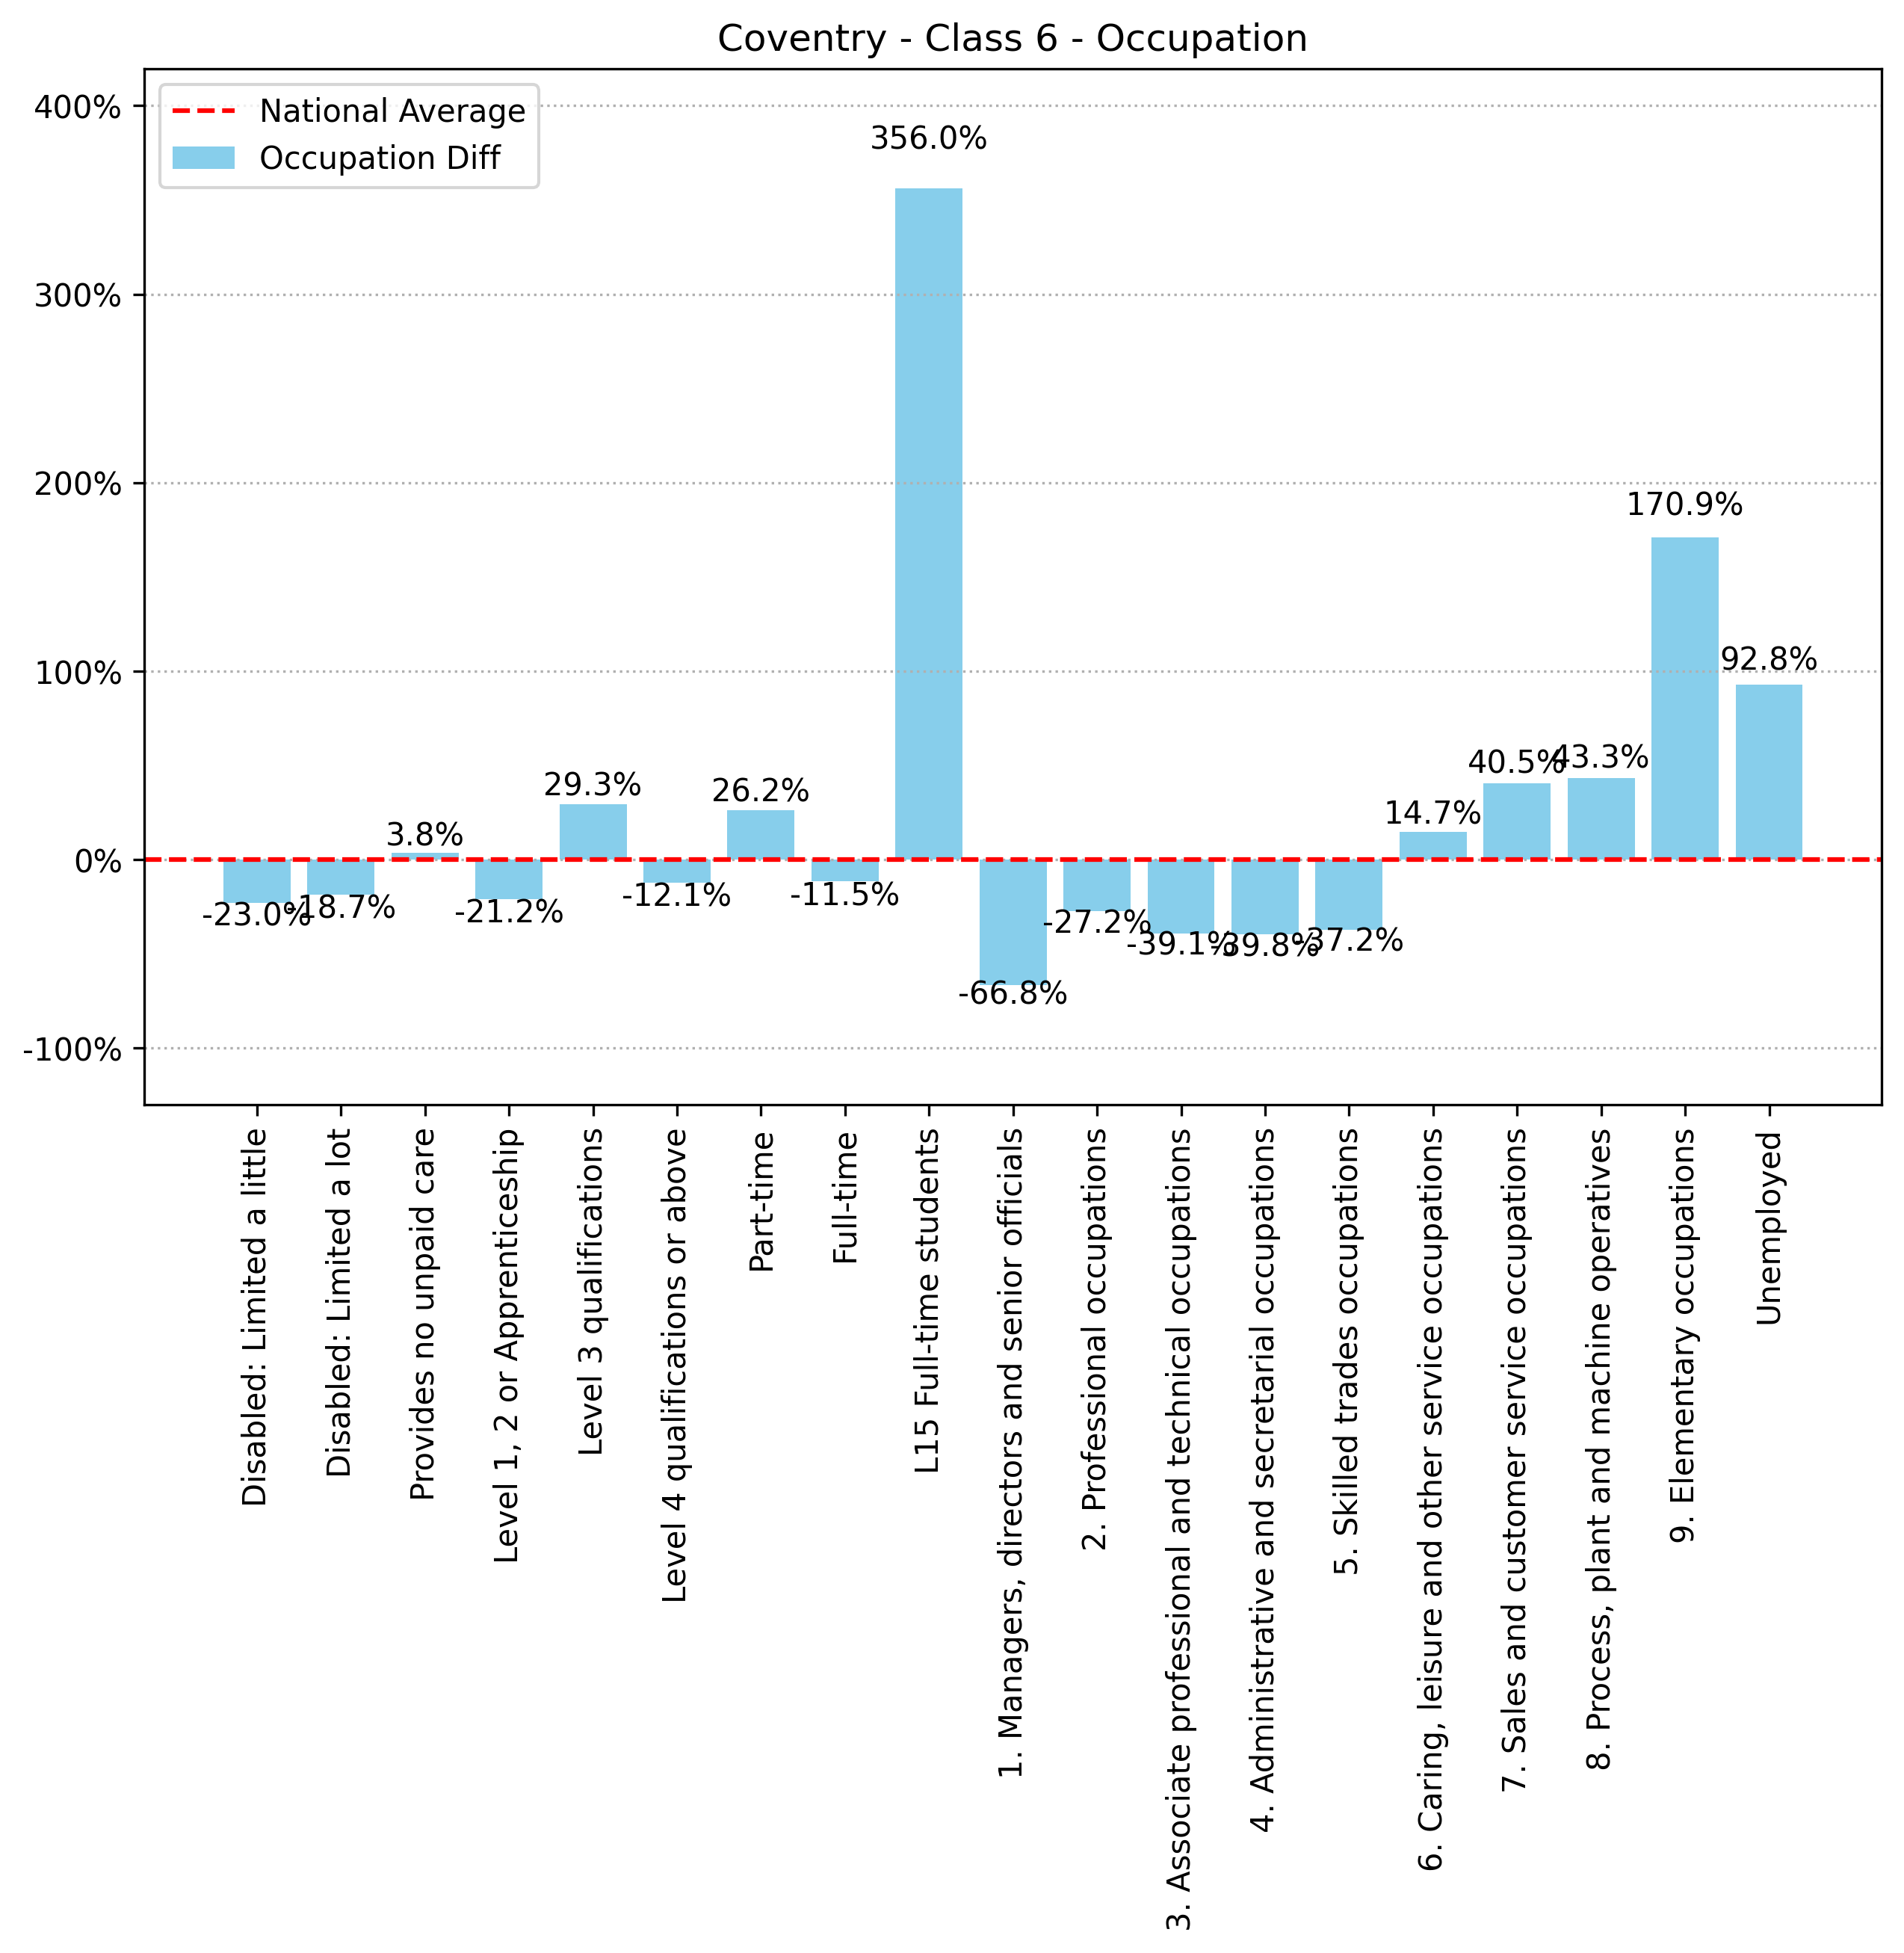 Coventry - Class 6 - Occupation
National Average
Occupation Diff
400%
300%
200%
100%
0%
-100%
-23.0%
-18.7%
3.8%
-21.2%
29.3%
-12.1%
26.2%
-11.5%
356.0%
-66.8%
-27.2%
-39.1%
-39.8%
-37.2%
14.7%
40.5%
43.3%
170.9%
92.8%
Disabled: Limited a little
Disabled: Limited a lot
Provides no unpaid care
Level 1, 2 or Apprenticeship
Level 3 qualifications
Level 4 qualifications or above
Part-time
Full-time
L15 Full-time students
1. Managers, directors and senior officials
2. Professional occupations
3. Associate professional and technical occupations
4. Administrative and secretarial occupations
5. Skilled trades occupations
6. Caring, leisure and other service occupations
7. Sales and customer service occupations
8. Process, plant and machine operatives
9. Elementary occupations
Unemployed